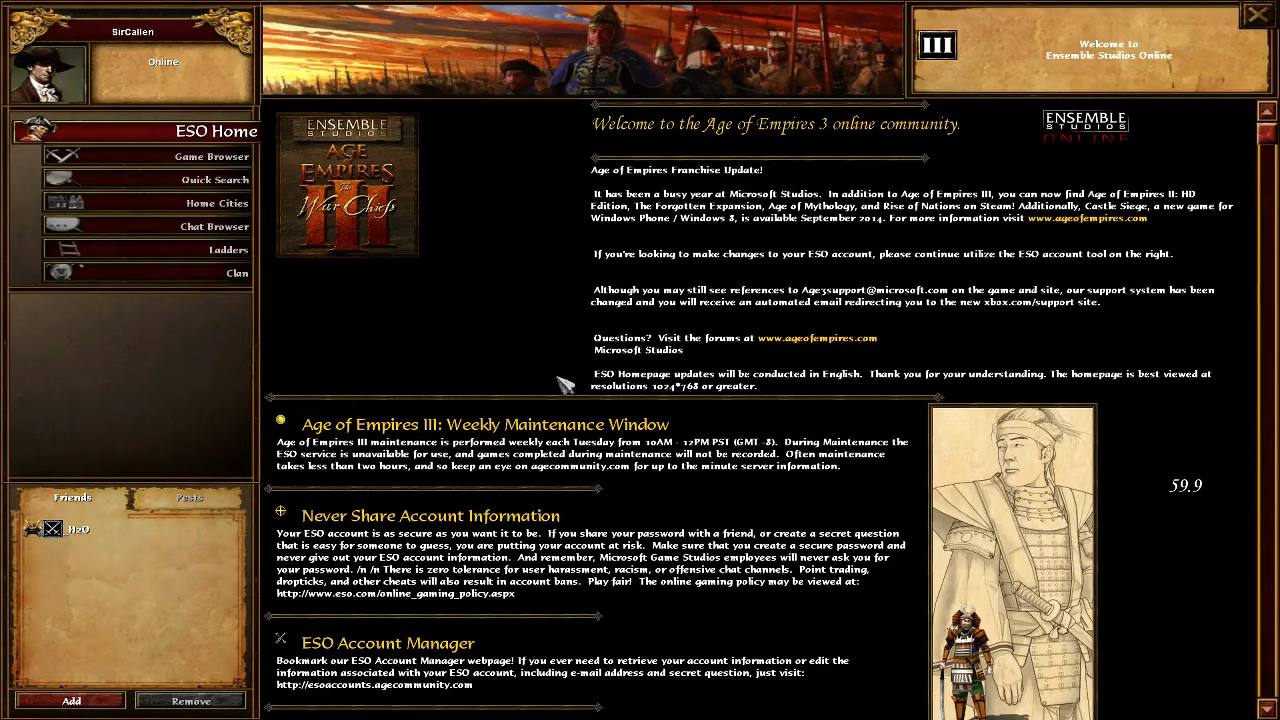 SirCalien
Online
III
Welcome to
Ensemble Studios Online
ESO Home
Game Browser
Quick Search
Home Cities
Chat Browser
Ladders
Clan
ENSEMBLE
STUDIOS
AGE
OF
EMPIRES
III
The
War Chiefs
Welcome to the Age of Empires 3 online community.
ENSEMBLE
STUDIOS
ONLINE
Age of Empires Franchise Update!
It has been a busy year at Microsoft Studios.  In addition to Age of Empires III, you can now find Age of Empires II: HD
Edition, The Forgotten Expansion, Age of Mythology, and Rise of Nations on Steam! Additionally, Castle Siege, a new game for
Windows Phone / Windows 8, is available September 2014. For more information visit www.ageofempires.com
If you're looking to make changes to your ESO account, please continue utilize the ESO account tool on the right.
Although you may still see references to Age3support@microsoft.com on the game and site, our support system has been
changed and you will receive an automated email redirecting you to the new xbox.com/support site.
Questions?  Visit the forums at www.ageofempires.com
Microsoft Studios
ESO Homepage updates will be conducted in English.  Thank you for your understanding. The homepage is best viewed at
resolutions 1024*768 or greater.
Age of Empires III: Weekly Maintenance Window
Age of Empires III maintenance is performed weekly each Tuesday from 10AM - 12PM PST (GMT -8).  During Maintenance the
ESO service is unavailable for use, and games completed during maintenance will not be recorded.  Often maintenance
takes less than two hours, and so keep an eye on agecommunity.com for up to the minute server information.
59.9
Never Share Account Information
Your ESO account is as secure as you want it to be.  If you share your password with a friend, or create a secret question
that is easy for someone to guess, you are putting your account at risk.  Make sure that you create a secure password and
never give out your ESO account information.  And remember, Microsoft Game Studios employees will never ask you for
your password. /n /n There is zero tolerance for user harassment, racism, or offensive chat channels.  Point trading,
dropticks, and other cheats will also result in account bans.  Play fair!  The online gaming policy may be viewed at:
http://www.eso.com/online_gaming_policy.aspx
ESO Account Manager
Bookmark our ESO Account Manager webpage! If you ever need to retrieve your account information or edit the
information associated with your ESO account, including e-mail address and secret question, just visit:
http://esoaccounts.agecommunity.com
Friends
Pests
_H2O
Add
Remove